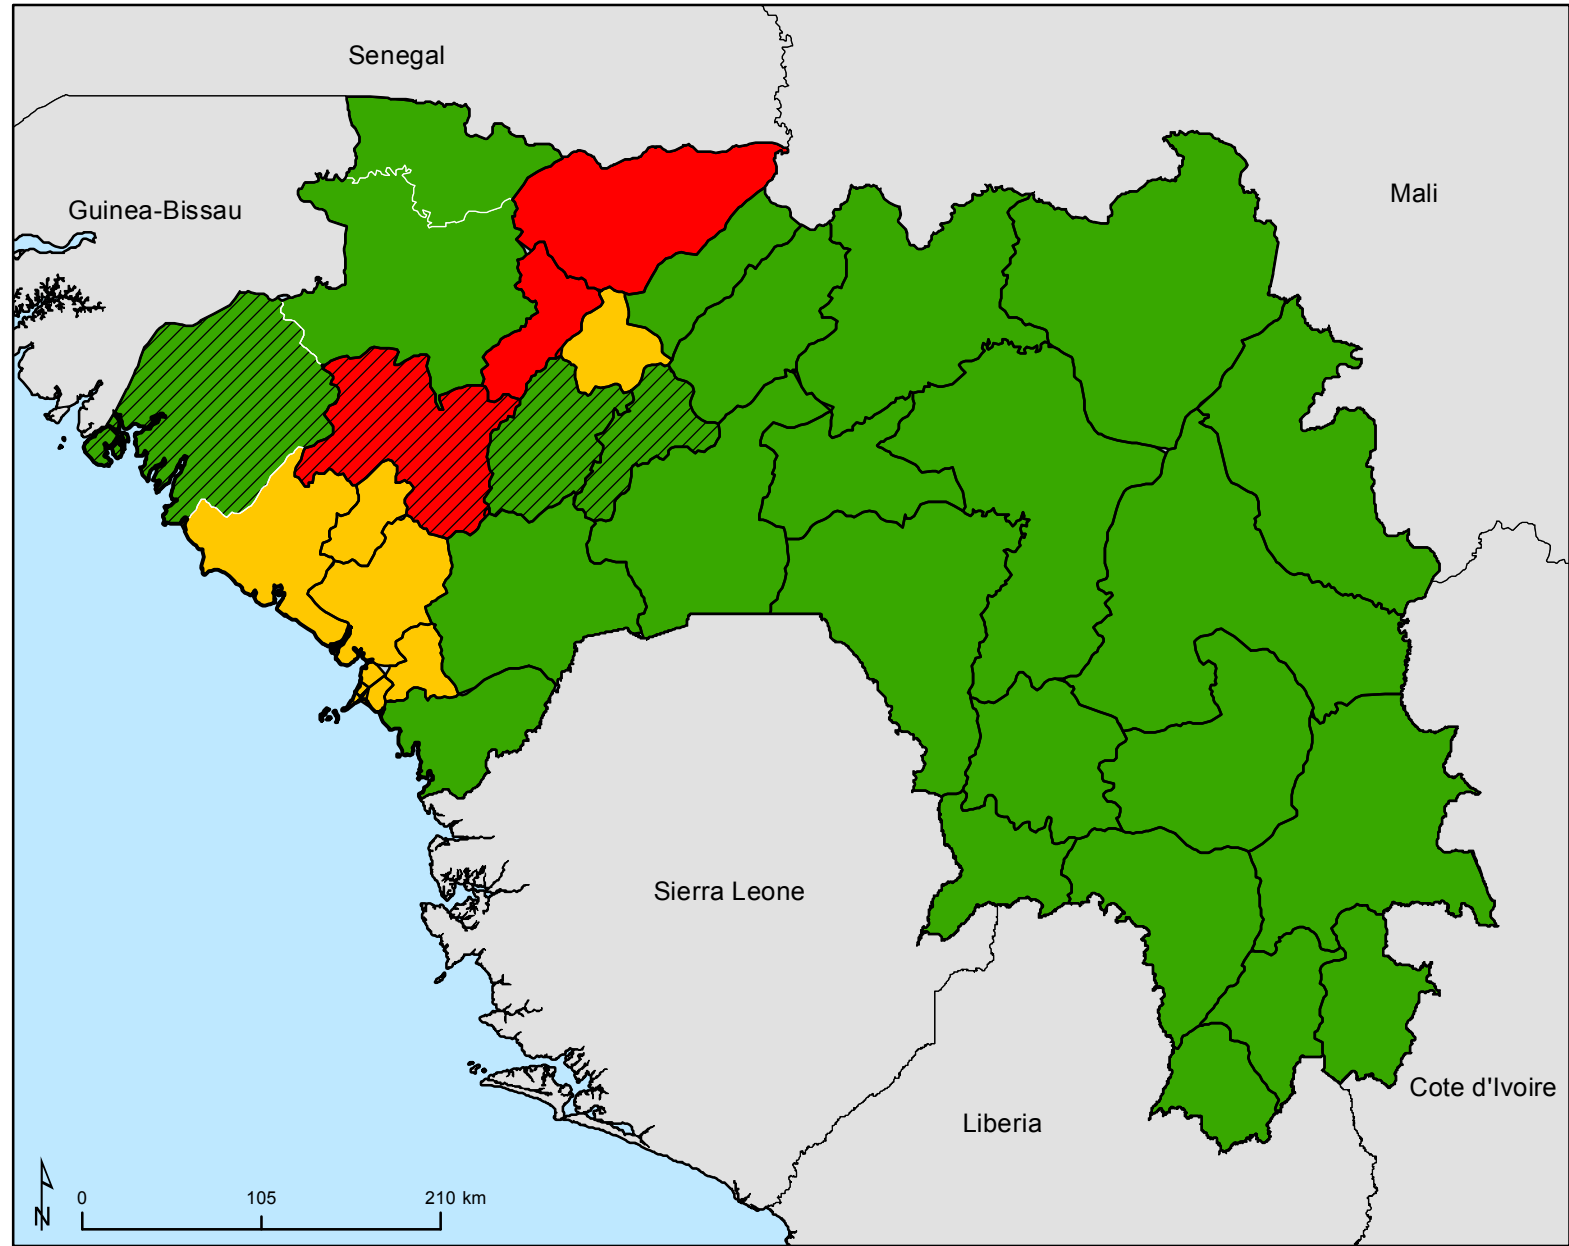 Senegal
Mali
Guinea-Bissau
Sierra Leone
Cote d'Ivoire
Liberia
0 105 210 km
N